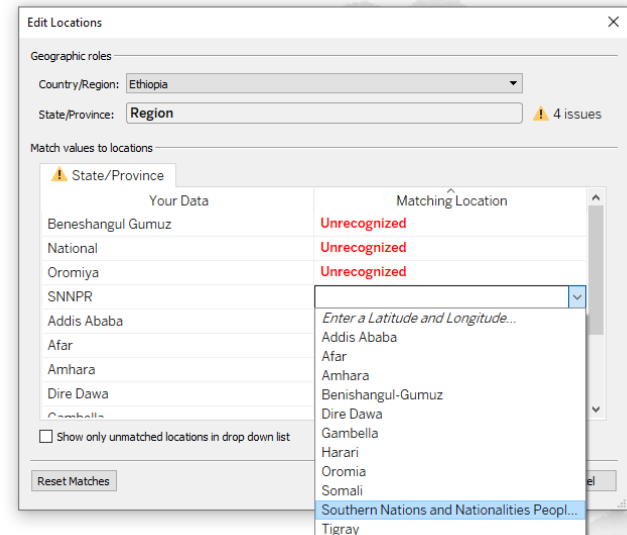 Edit Locations
Geographic roles
Country/Region: Ethiopia
State/Province: Region 4 issues
Match values to locations
State/Province
Your Data Matching Location
Beneshangul Gumuz Unrecognized
National Unrecognized
Oromiya Unrecognized
SNNPR
Enter a Latitude and Longitude...
Addis Ababa Addis Ababa
Afar Afar
Amhara Amhara
Benishangul-Gumuz
Dire Dawa Dire Dawa
Gambella Gambella
Show only unmatched locations in drop down list
Harari
Oromia
Reset Matches el
Somali
Southern Nations and Nationalities Peopl...
Tigray